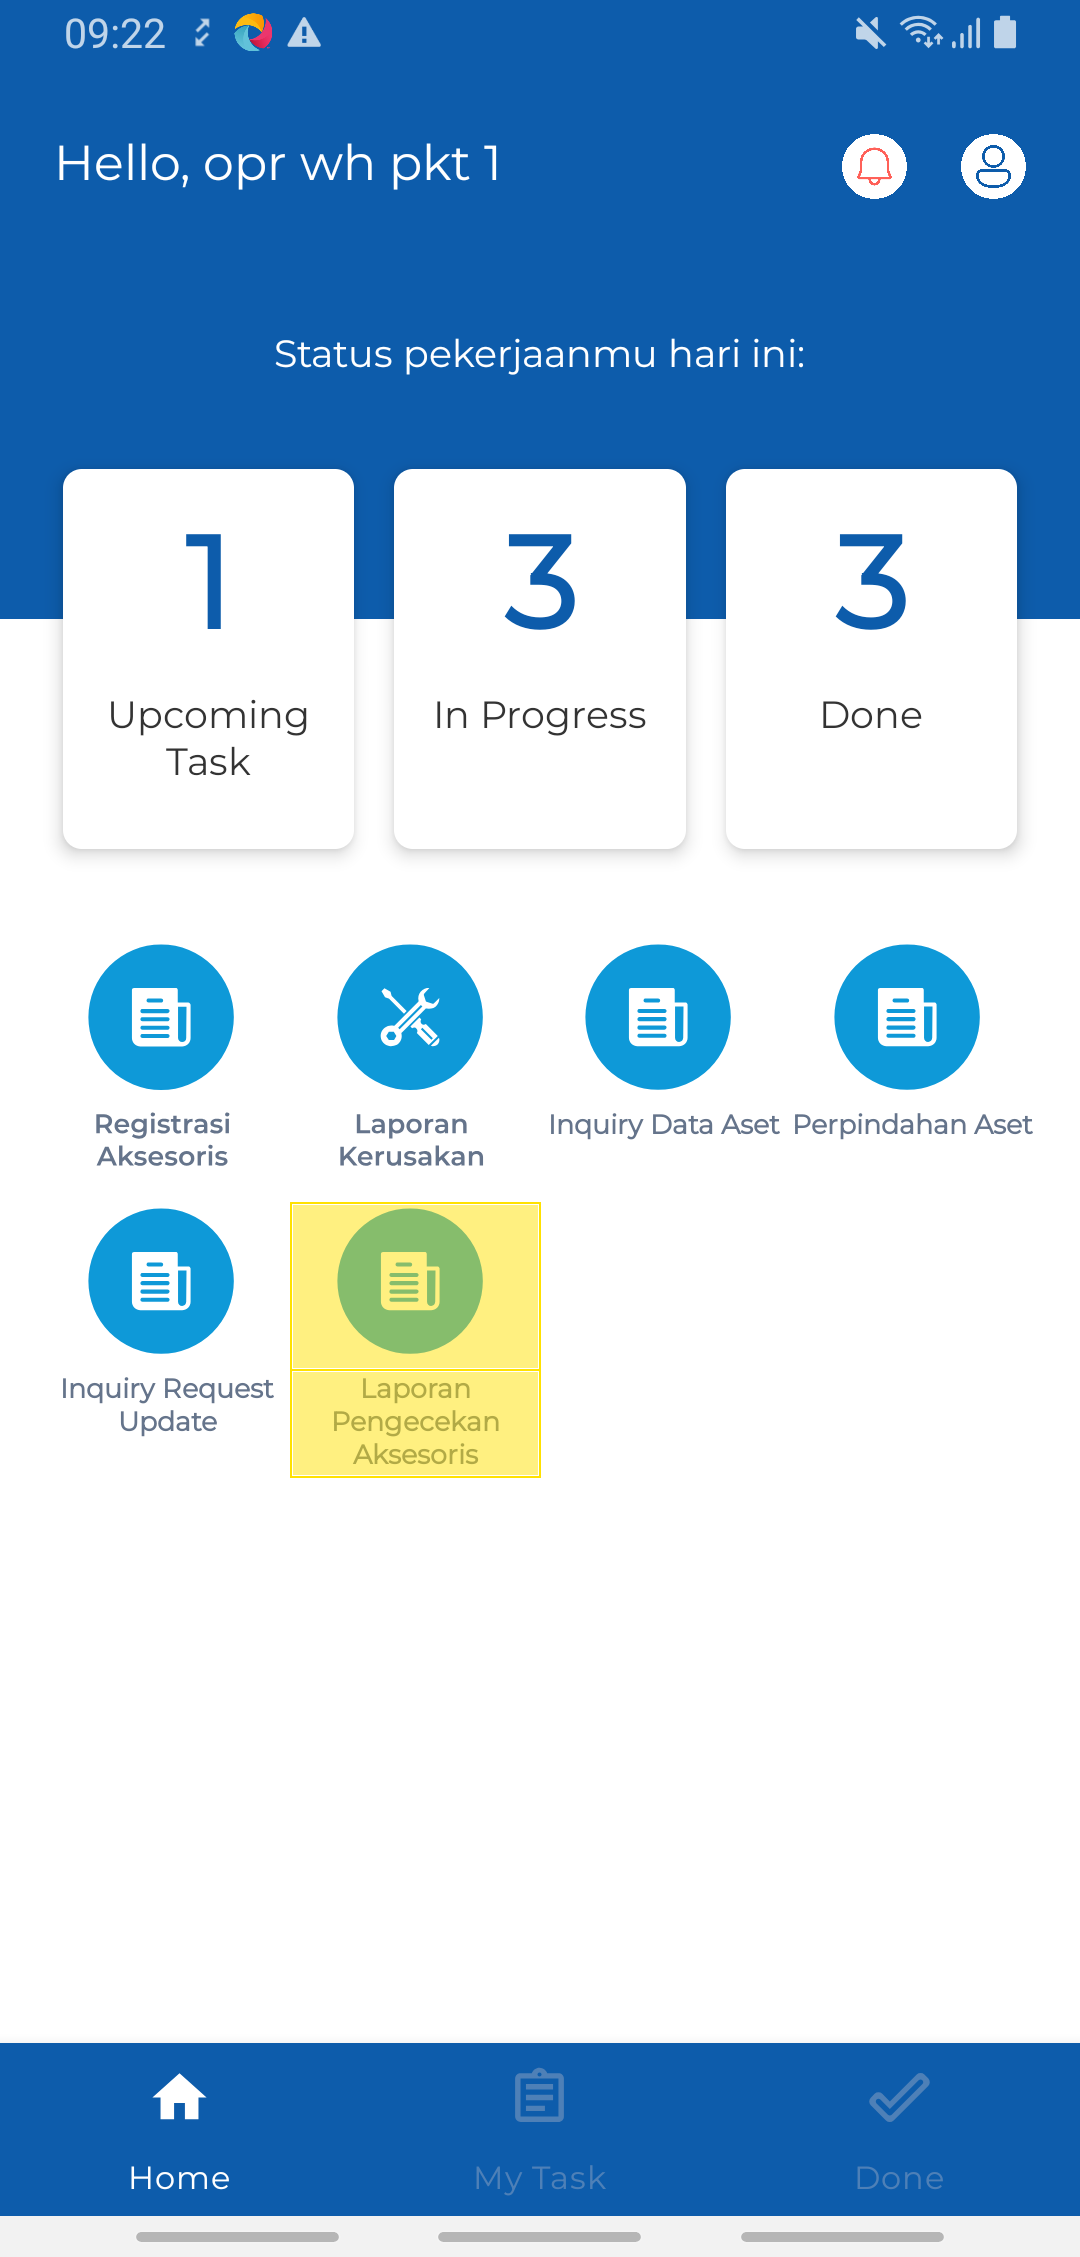 09:22
Hello, opr wh pkt 1
Status pekerjaanmu hari ini:
1
Upcoming
Task
3
In Progress
3
Done
Registrasi
Aksesoris
Laporan
Kerusakan
Inquiry Data Aset
Perpindahan Aset
Inquiry Request
Update
Laporan
Pengecekan
Aksesoris
Home
My Task
Done